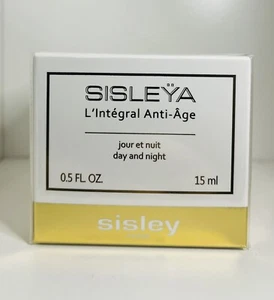 SISLEŸA
L'Intégral Anti-Âge
jour et nuit
day and night
0.5 FL OZ. 15 ml
sisley